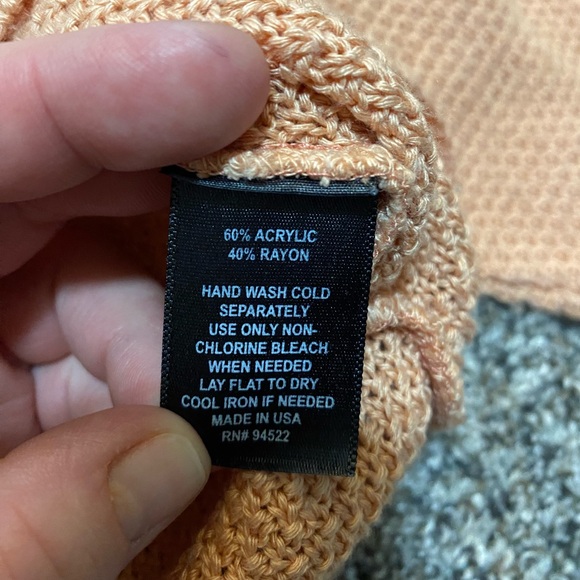 60% ACRYLIC
40% RAYON
HAND WASH COLD
SEPARATELY
USE ONLY NON-
CHLORINE BLEACH
WHEN NEEDED
LAY FLAT TO DRY
COOL IRON IF NEEDED
MADE IN USA
RN# 94522